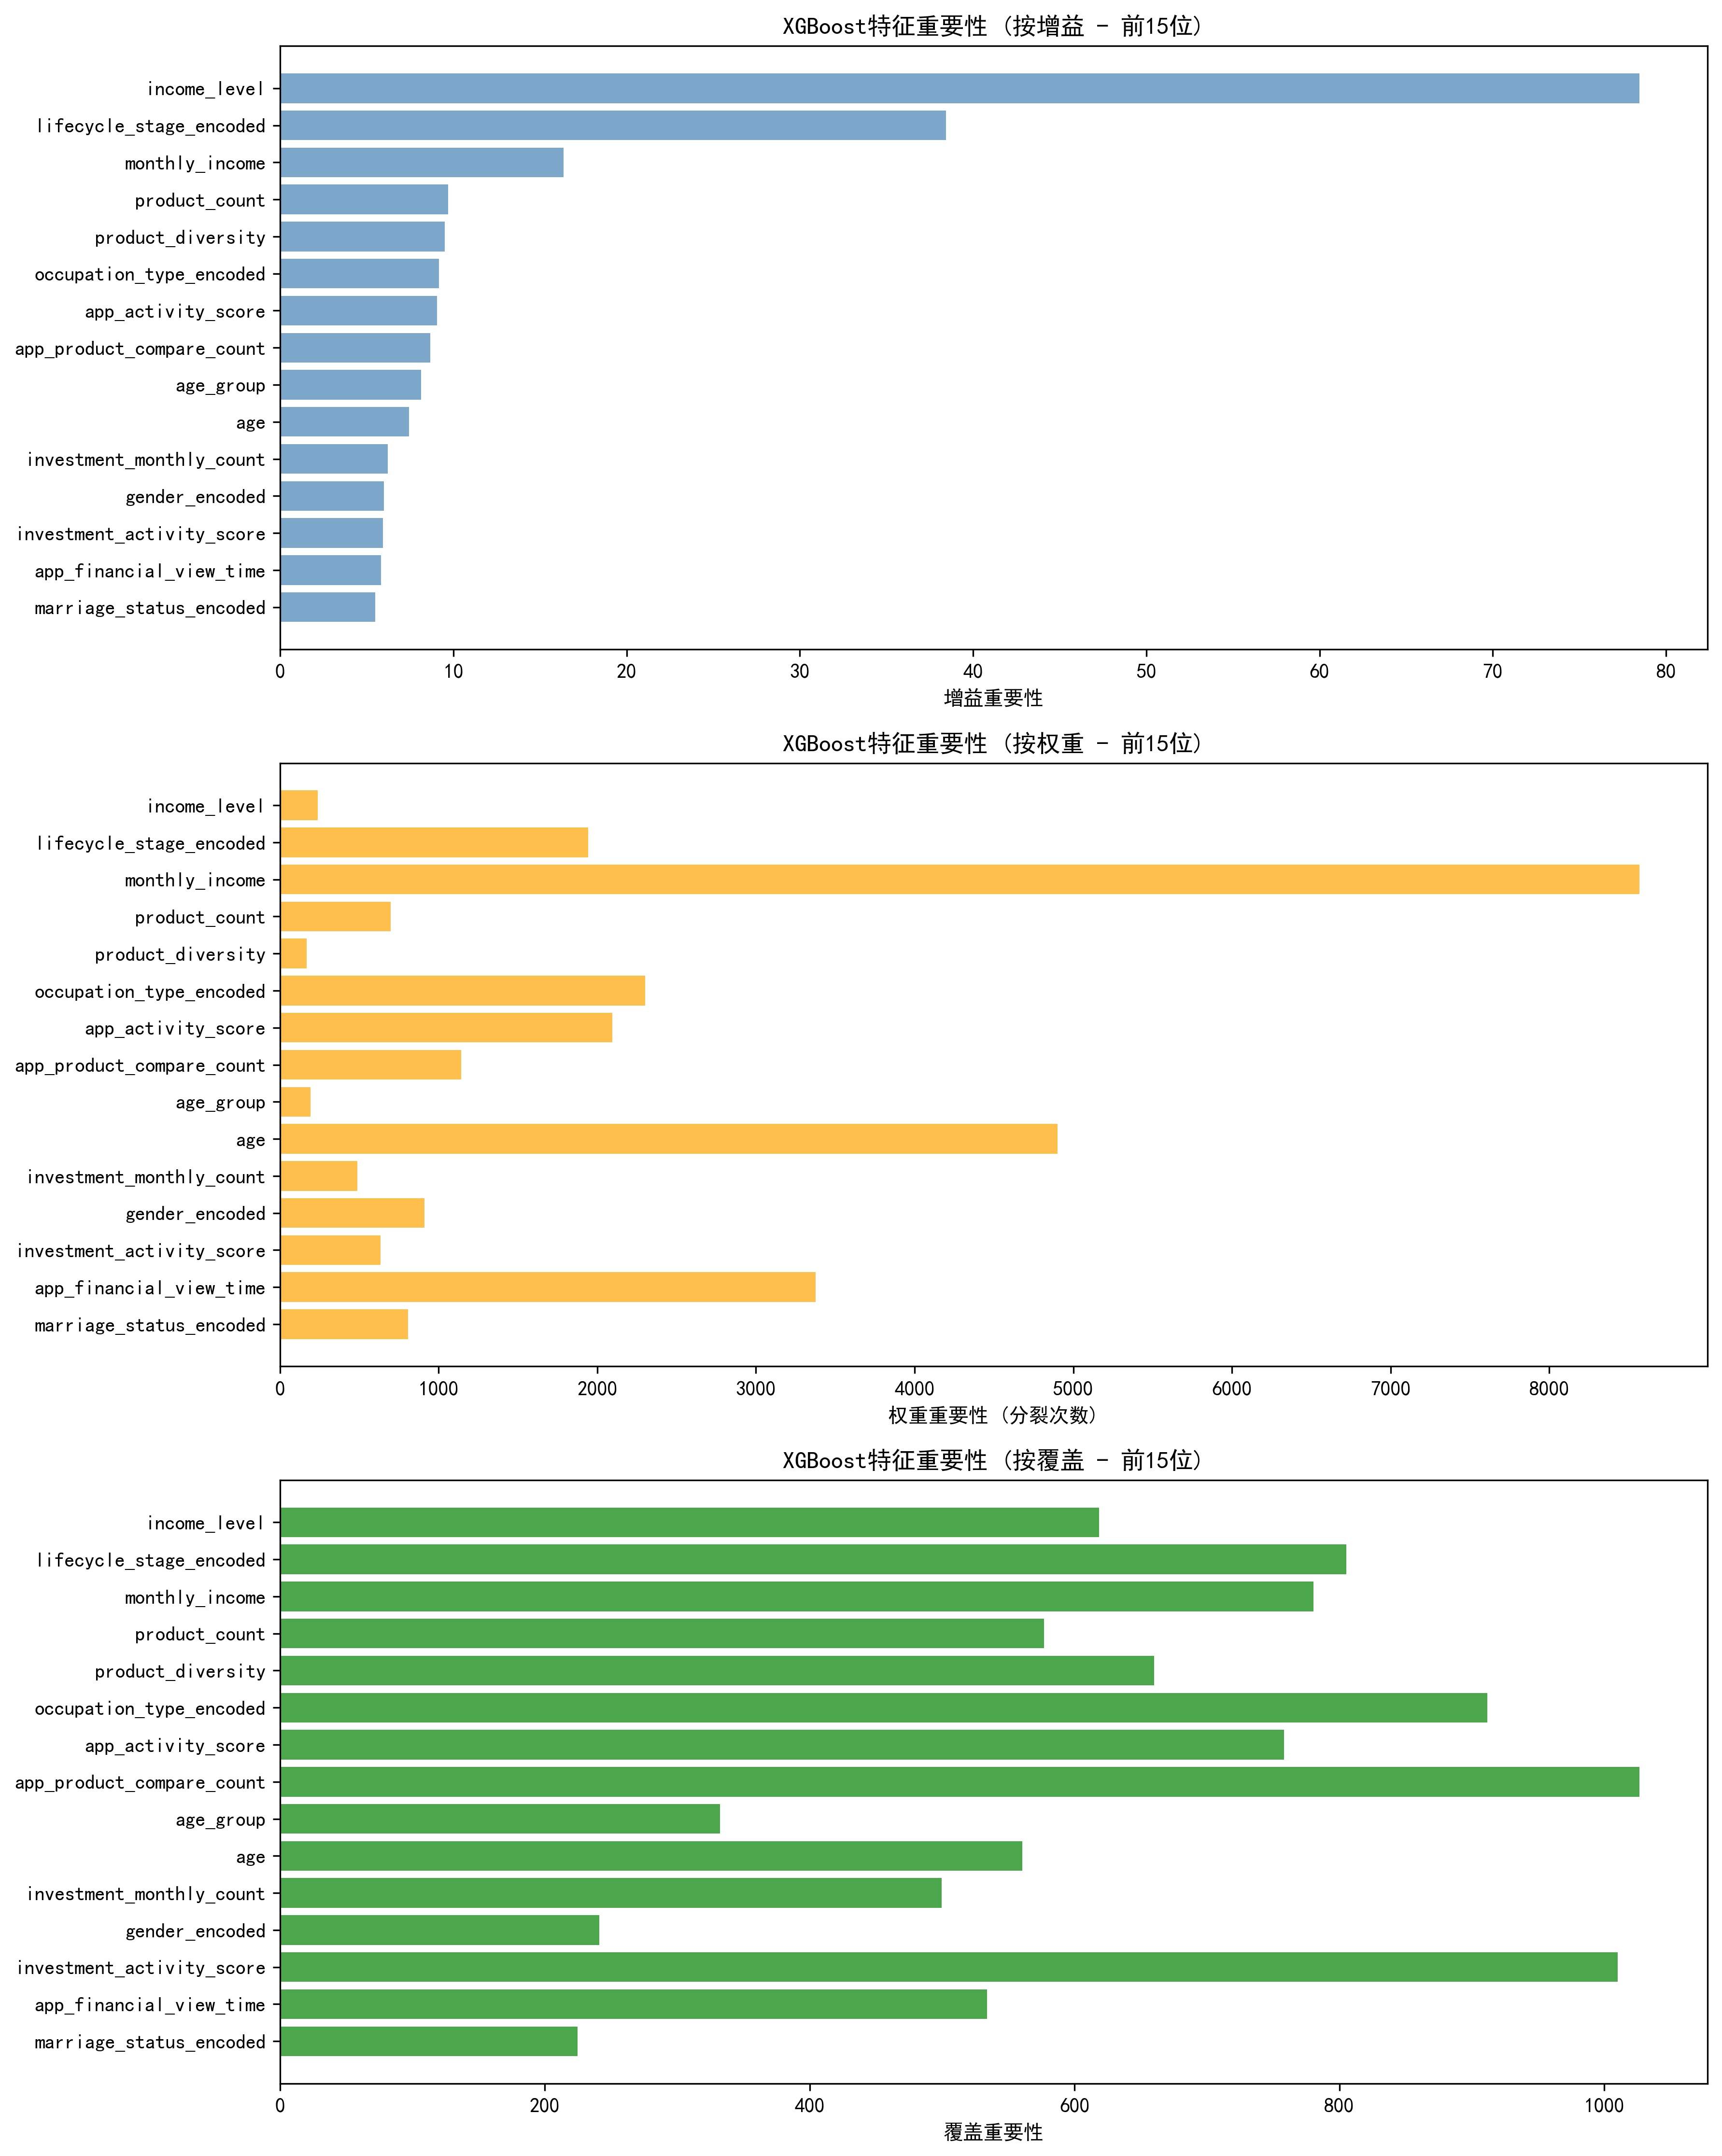 XGBoost特征重要性 (按增益 - 前15位)
income_level
lifecycle_stage_encoded
monthly_income
product_count
product_diversity
occupation_type_encoded
app_activity_score
app_product_compare_count
age_group
age
investment_monthly_count
gender_encoded
investment_activity_score
app_financial_view_time
marriage_status_encoded
0 10 20 30 40 50 60 70 80
增益重要性
XGBoost特征重要性 (按权重 - 前15位)
income_level
lifecycle_stage_encoded
monthly_income
product_count
product_diversity
occupation_type_encoded
app_activity_score
app_product_compare_count
age_group
age
investment_monthly_count
gender_encoded
investment_activity_score
app_financial_view_time
marriage_status_encoded
0 1000 2000 3000 4000 5000 6000 7000 8000
权重重要性 (分裂次数)
XGBoost特征重要性 (按覆盖 - 前15位)
income_level
lifecycle_stage_encoded
monthly_income
product_count
product_diversity
occupation_type_encoded
app_activity_score
app_product_compare_count
age_group
age
investment_monthly_count
gender_encoded
investment_activity_score
app_financial_view_time
marriage_status_encoded
0 200 400 600 800 1000
覆盖重要性